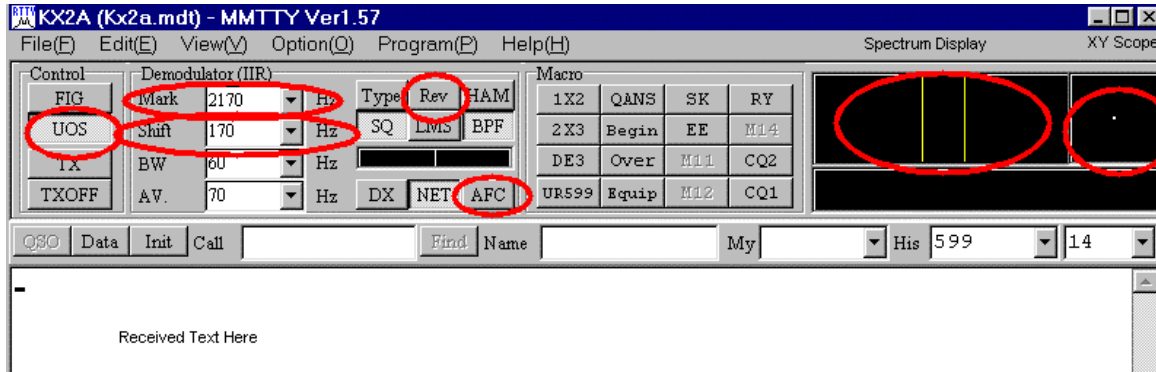 KX2A (Kx2a.mdt) - MMTTY Ver1.57
File(F) Edit(E) View(V) Option(O) Program(P) Help(H) Spectrum Display XY Scope
Control Demodulator (IIR) Macro
FIG Mark 2170 Hz Type Rev HAM 1X2 QANS SK RY
UOS Shift 170 Hz SQ LMS BPF 2X3 Begin EE M14
TX BW 60 Hz DE3 Over M11 CQ2
TXOFF AV. 70 Hz DX NET AFC UR599 Equip M12 CQ1
QSO Data Init Call Find Name My His 599 14
Received Text Here